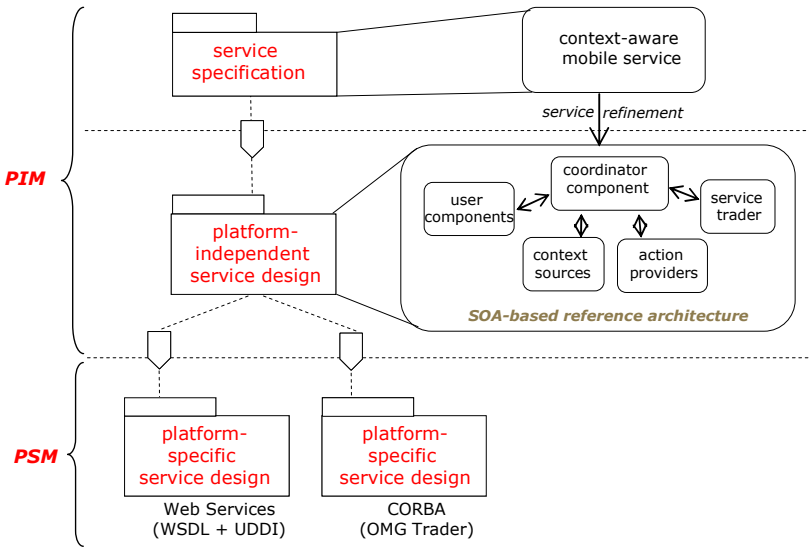 service
specification
context-aware
mobile service
service refinement
PIM
coordinator
component
user
components
service
trader
platform-
independent
service design
context
sources
action
providers
SOA-based reference architecture
PSM
platform-
specific
service design
platform-
specific
service design
Web Services
(WSDL + UDDI)
CORBA
(OMG Trader)